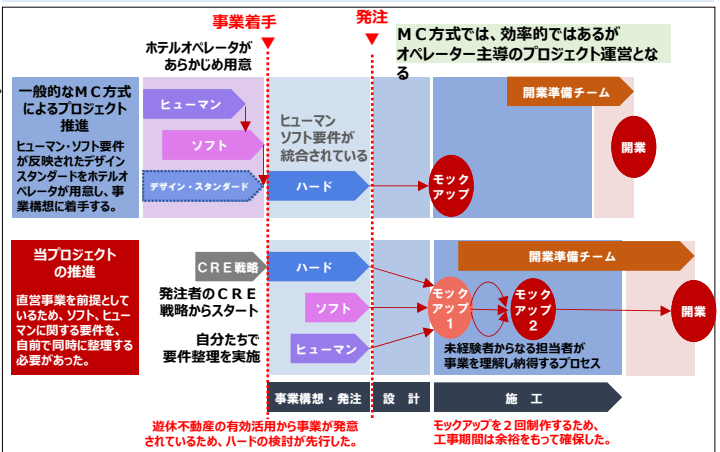 事業着手
発注
ホテルオペレータが
あらかじめ用意
MC方式では、効率的ではあるが
オペレーター主導のプロジェクト運営とな
る
一般的なMC方式
によるプロジェクト
推進
ヒューマン・ソフト要件
が反映されたデザイン
スタンダードをホテルオ
ペレータが用意し、事
業構想に着手する。
ヒューマン
ソフト
デザイン・スタンダード
ヒューマン
ソフト要件が
統合されている
ハード
モック
アップ
開業準備チーム
開業
当プロジェクト
の推進
直営事業を前提とし
ているため、ソフト、ヒュー
マンに関する要件を、
自前で同時に整理する
必要があった。
CRE戦略
発注者のCRE
戦略からスタート
自分たちで
要件整理を実施
ハード
ソフト
ヒューマン
モック
アップ
1
モック
アップ
2
開業準備チーム
開業
未経験者からなる担当者が
事業を理解し納得するプロセス
事業構想・発注
設 計
施 工
遊休不動産の有効活用から事業が発意
されているため、ハードの検討が先行した。
モックアップを2回制作するため、
工事期間は余裕をもって確保した。